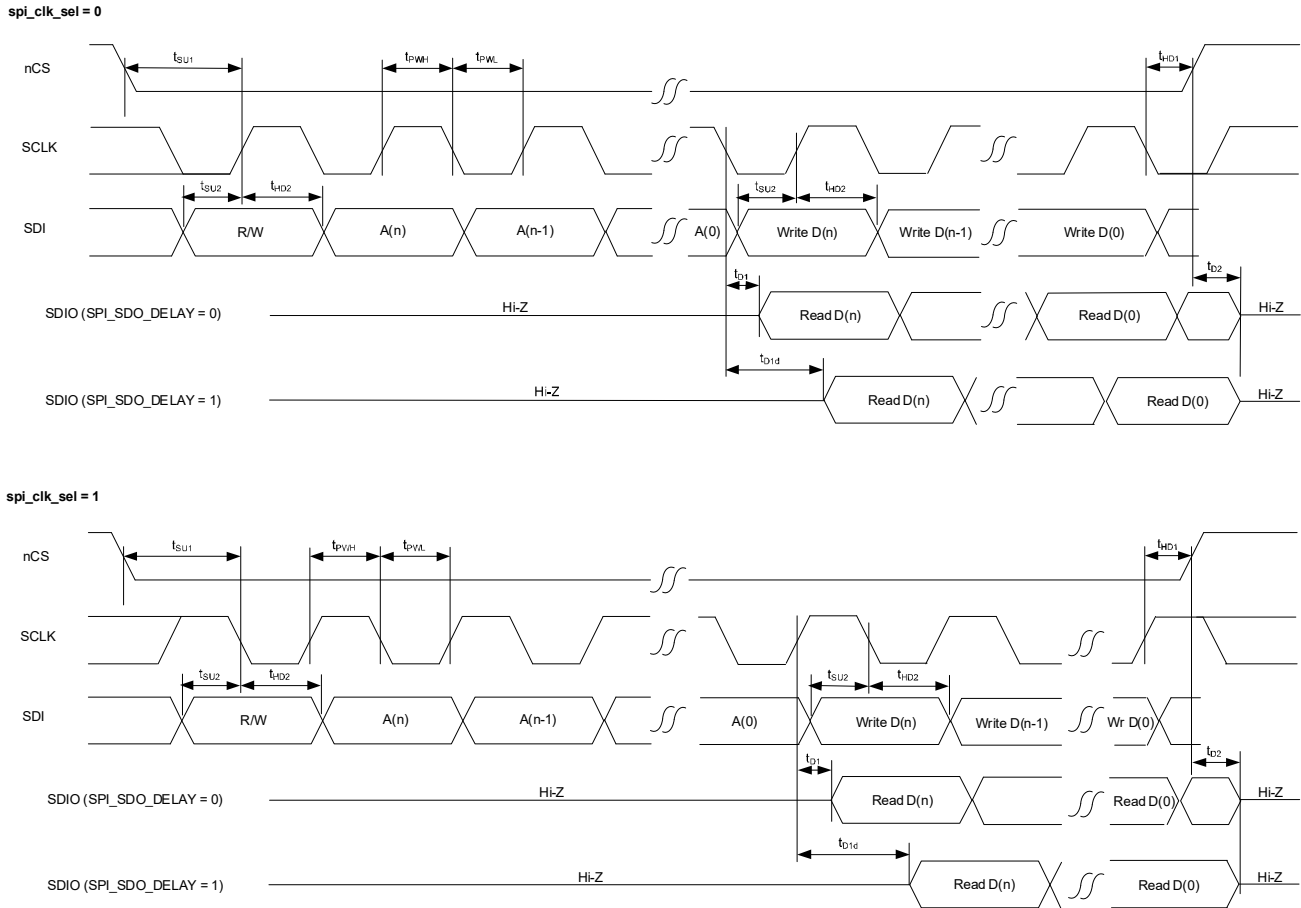 spi_clk_sel = 0
nCS
tSU1
tPWH
tPWL
tHD1
SCLK
tSU2
tHD2
tSU2
tHD2
SDI
R/W
A(n)
A(n-1)
A(0)
Write D(n)
Write D(n-1)
Write D(0)
tD1
tD2
SDIO (SPI_SDO_DELAY = 0)
Hi-Z
Read D(n)
Read D(0)
Hi-Z
tD1d
SDIO (SPI_SDO_DELAY = 1)
Hi-Z
Read D(n)
Read D(0)
Hi-Z
spi_clk_sel = 1
nCS
tSU1
tPWH
tPWL
tHD1
SCLK
tSU2
tHD2
tSU2
tHD2
SDI
R/W
A(n)
A(n-1)
A(0)
Write D(n)
Write D(n-1)
Wr D(0)
tD1
tD2
SDIO (SPI_SDO_DELAY = 0)
Hi-Z
Read D(n)
Read D(0)
Hi-Z
tD1d
SDIO (SPI_SDO_DELAY = 1)
Hi-Z
Read D(n)
Read D(0)
Hi-Z